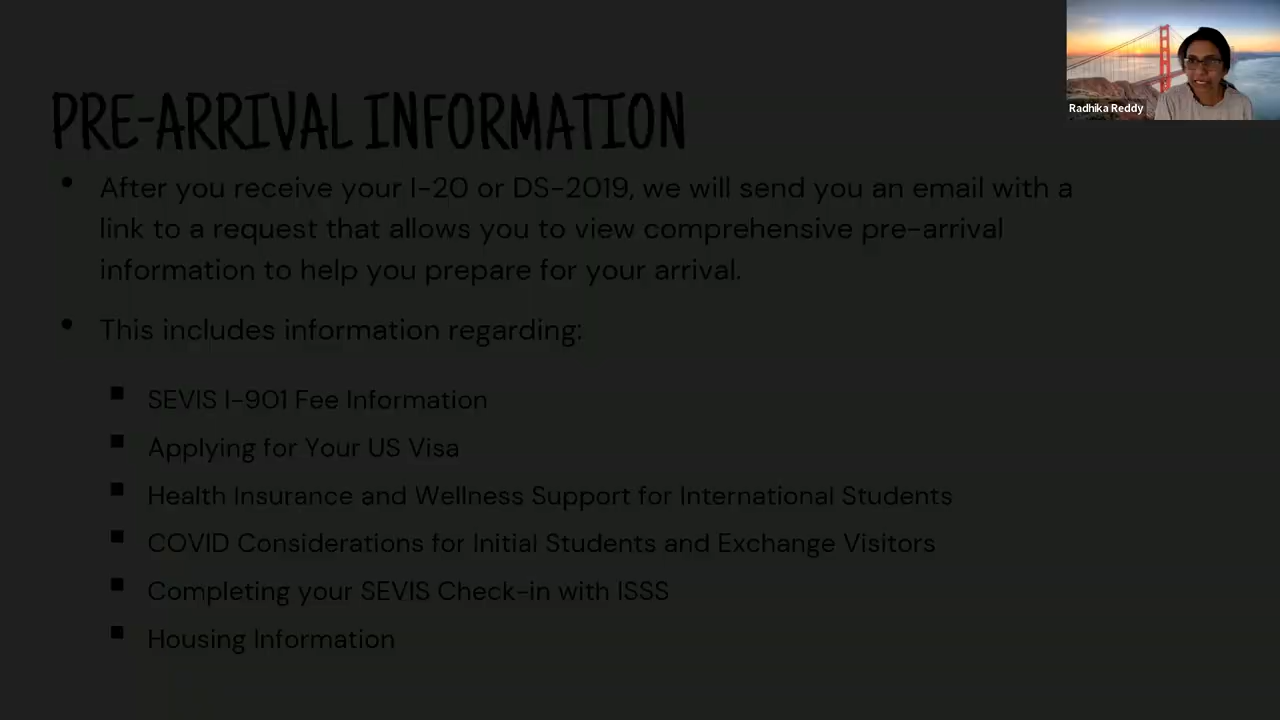 PRE-ARRIVAL INFORMATION
• After you receive your I-20 or DS-2019, we will send you an email with a
link to a request that allows you to view comprehensive pre-arrival
information to help you prepare for your arrival.
• This includes information regarding:
▪ SEVIS I-901 Fee Information
▪ Applying for Your US Visa
▪ Health Insurance and Wellness Support for International Students
▪ COVID Considerations for Initial Students and Exchange Visitors
▪ Completing your SEVIS Check-in with ISSS
▪ Housing Information
Radhika Reddy